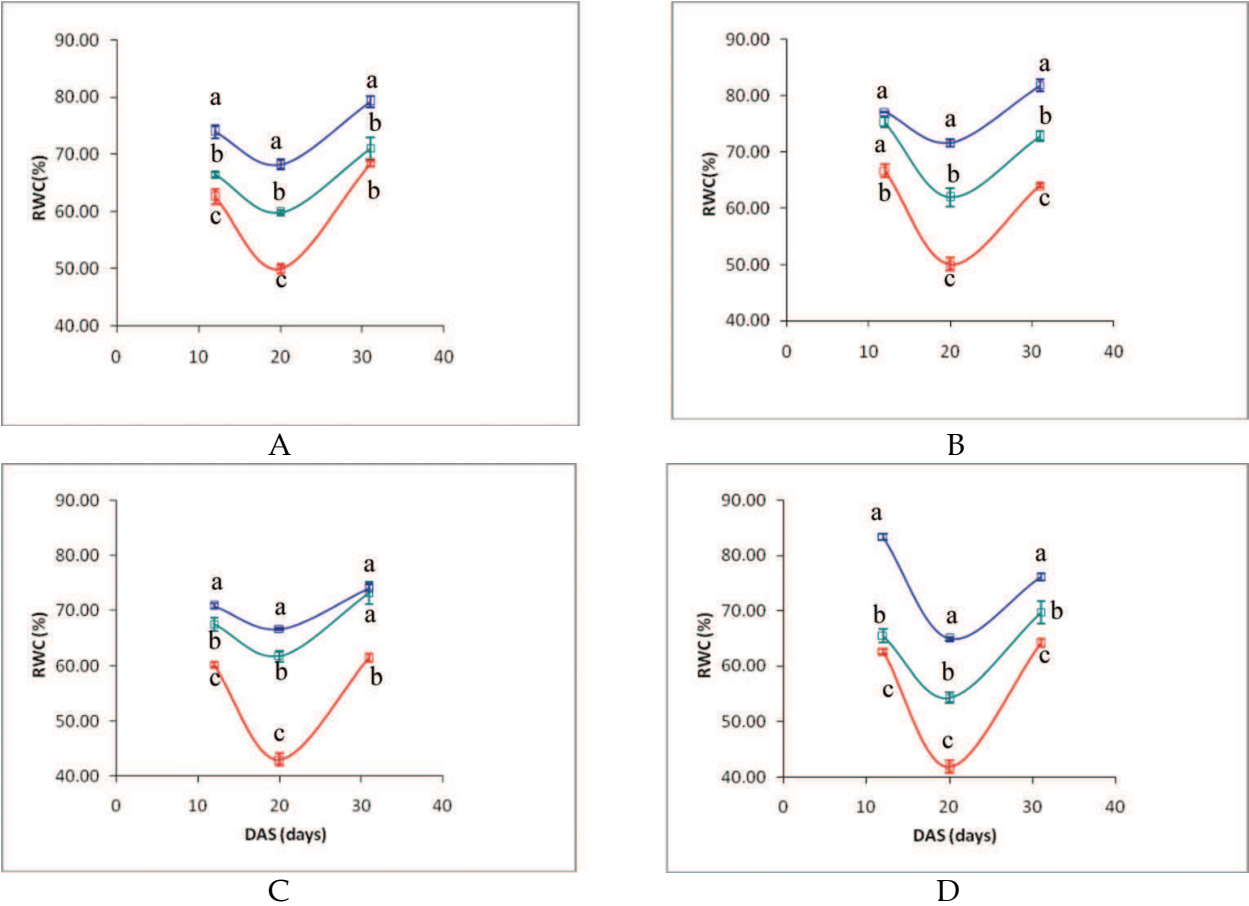 90.00
80.00
70.00
60.00
50.00
40.00
RWC(%)
0 10 20 30 40
a a a
b b b
c c b
A
90.00
80.00
70.00
60.00
50.00
40.00
RWC(%)
0 10 20 30 40
a a a
a b b
b c c
B
90.00
80.00
70.00
60.00
50.00
40.00
RWC (%)
0 10 20 30 40
DAS (days)
a a a
b b a
c c b
C
90.00
80.00
70.00
60.00
50.00
40.00
RWC (%)
0 10 20 30 40
DAS (days)
a a a
b b b
c c c
D